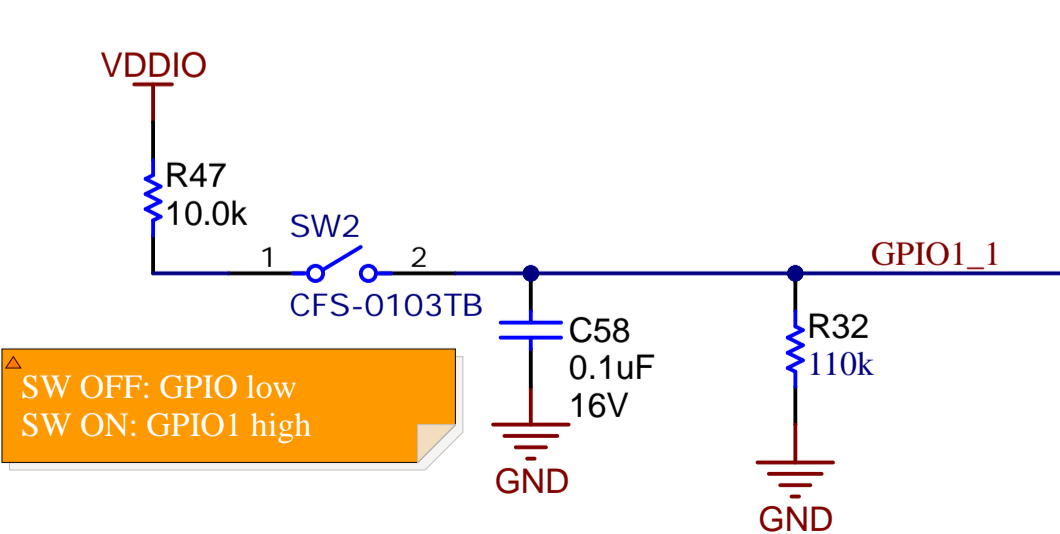 VDDIO
R47
10.0k
SW2
1
2
CFS-0103TB
GPIO1_1
C58
0.1uF
16V
GND
R32
110k
GND
SW OFF: GPIO low
SW ON: GPIO1 high